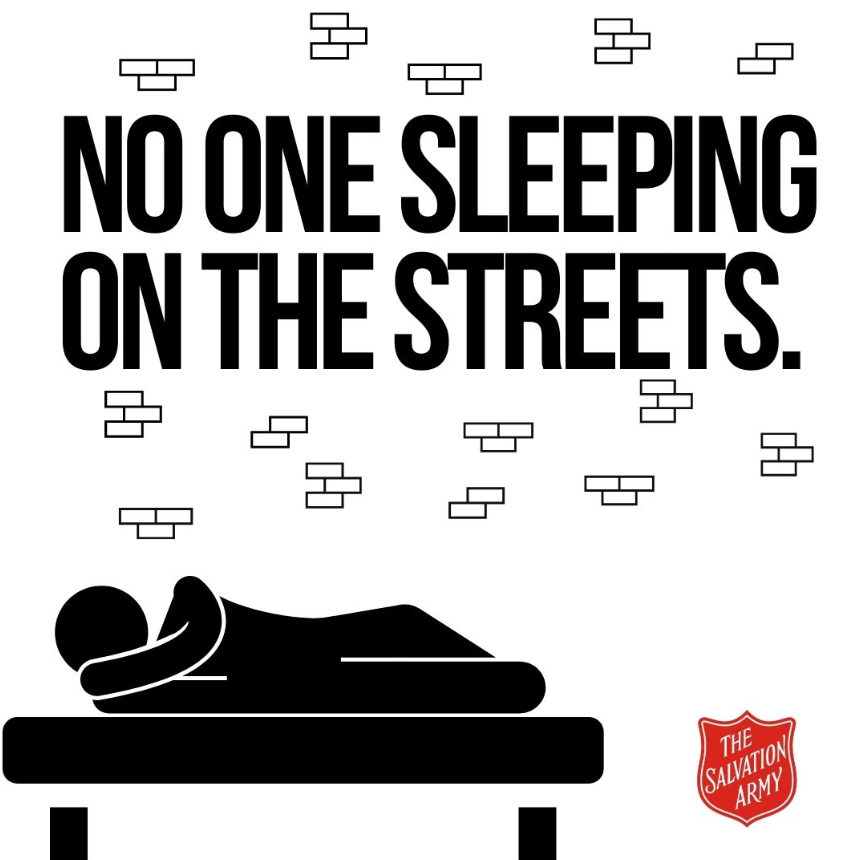 NO ONE SLEEPING
ON THE STREETS.
THE
SALVATION
ARMY